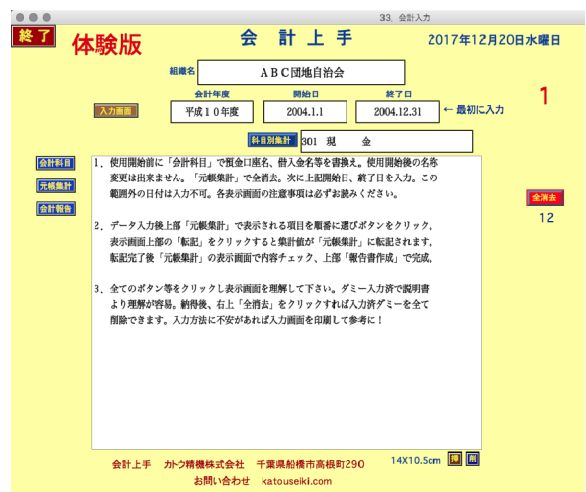 33. 会計入力
終了
体験版
会 計 上 手
2017年12月20日水曜日
組織名
ＡＢＣ団地自治会
会計年度
開始日
終了日
入力画面
平成１０年度
2004.1.1
2004.12.31
← 最初に入力
1
科目別集計
301 現 金
会計科目
元帳集計
会計報告
1. 使用開始前に「会計科目」で預金口座名、借入金名等を書換え。使用開始後の名称
変更は出来ません。「元帳集計」で全消去。次に上記開始日、終了日を入力。この
範囲外の日付は入力不可。各表示画面の注意事項は必ずお読みください。
2. データ入力後上部「元帳集計」で表示される項目を順番に選びボタンをクリック,
表示画面上部の「転記」をクリックすると集計値が「元帳集計」に転記されます,
転記完了後「元帳集計」の表示画面で内容チェック、上部「報告書作成」で完成,
3. 全てのボタン等をクリックし表示画面を理解して下さい。ダミー入力済で説明書
より理解が容易。納得後、右上「全消去」をクリックすれば入力済ダミーを全て
削除できます。入力方法に不安があれば入力画面を印刷して参考に！
全消去
12
会計上手 カトウ精機株式会社 千葉県船橋市高根町290
14X10.5cm
挿
削
お問い合わせ katouseiki.com